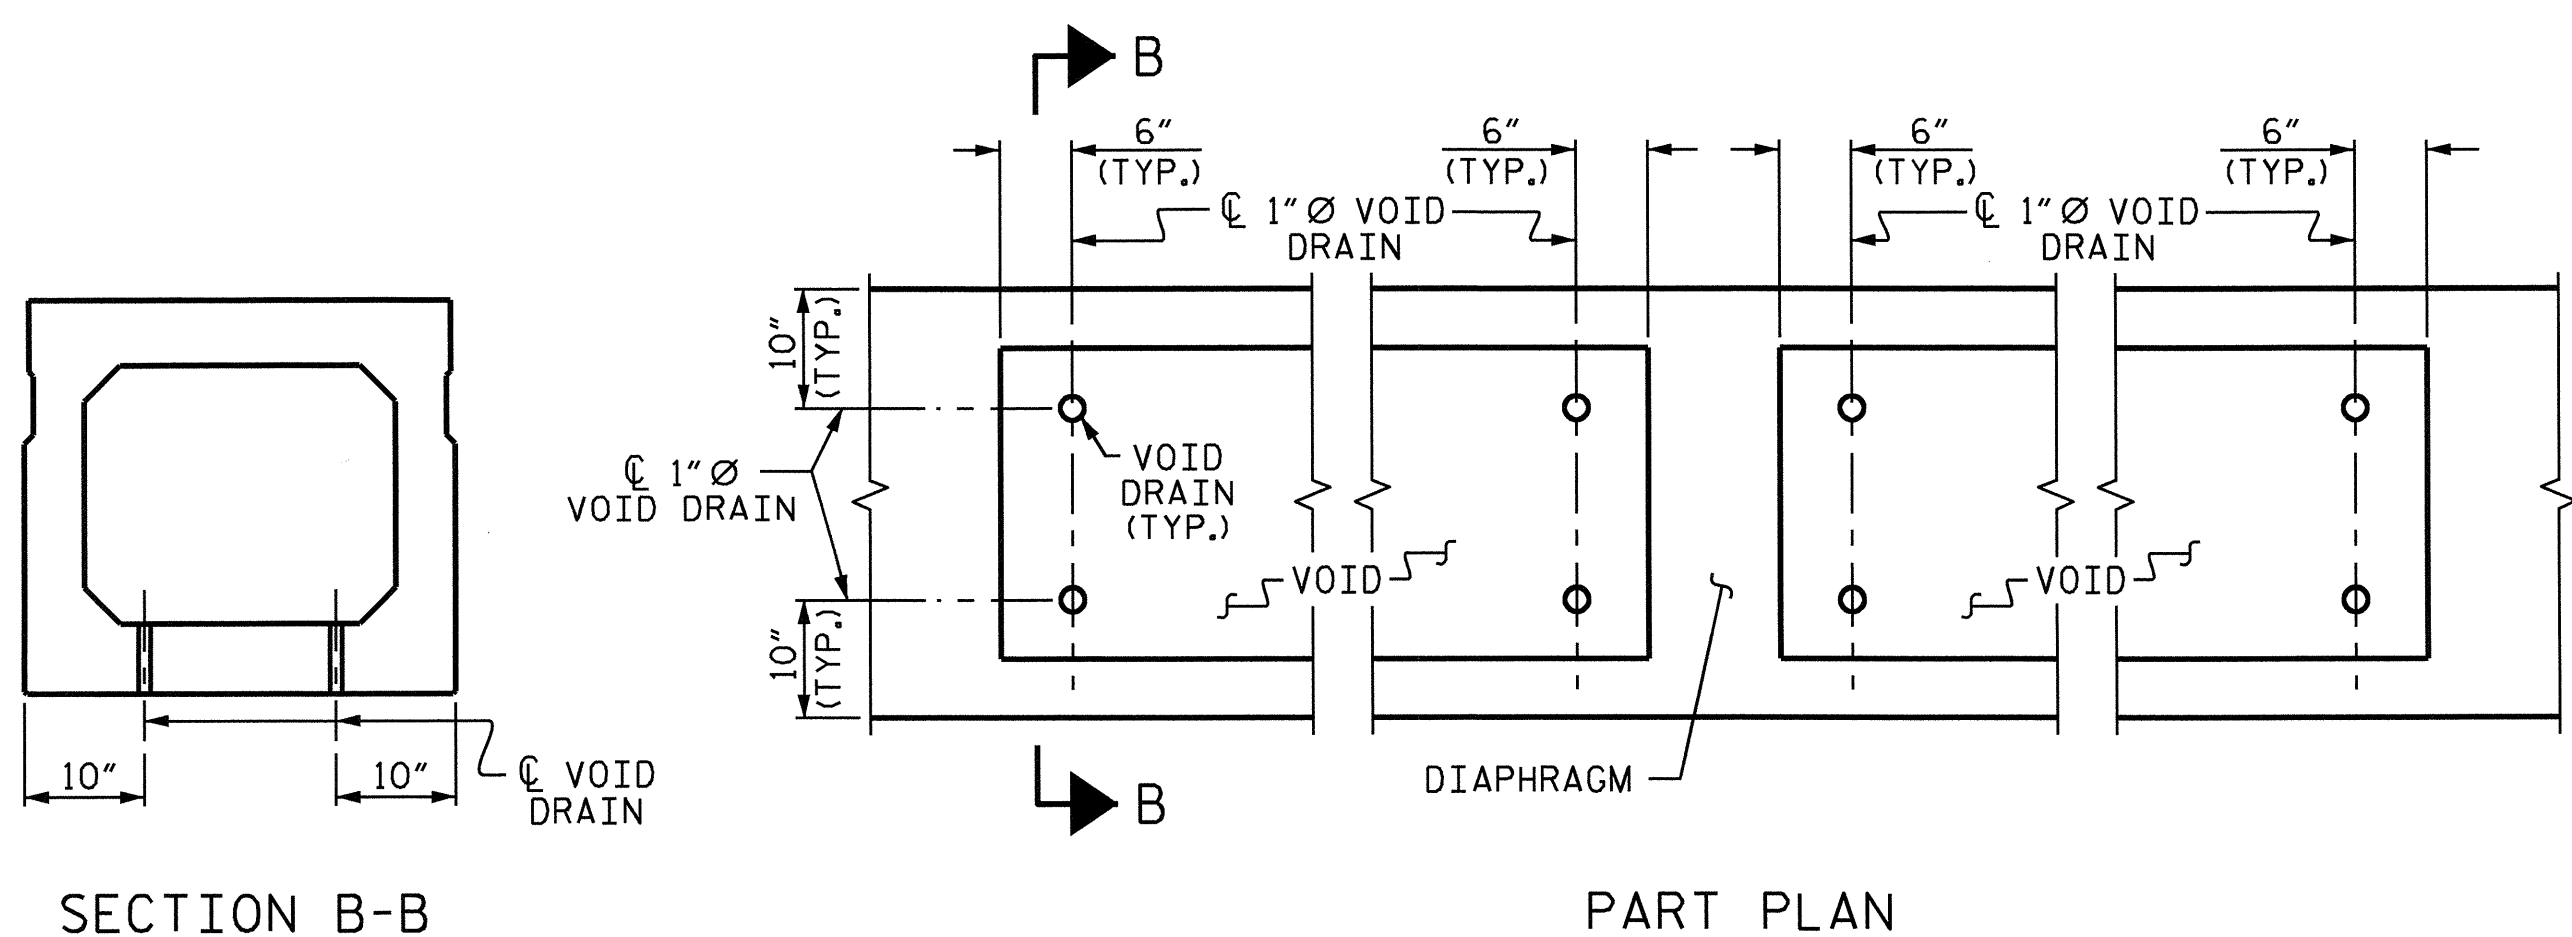 B
6" 6" 6" 6"
(TYP.) (TYP.) (TYP.) (TYP.)
℄ 1"Ø VOID ℄ 1"Ø VOID
DRAIN DRAIN
10"
(TYP.)
℄ 1"Ø
VOID DRAIN
VOID
DRAIN
(TYP.)
VOID VOID
10"
(TYP.)
DIAPHRAGM
B
10" 10"
℄ VOID
DRAIN
SECTION B-B
PART PLAN